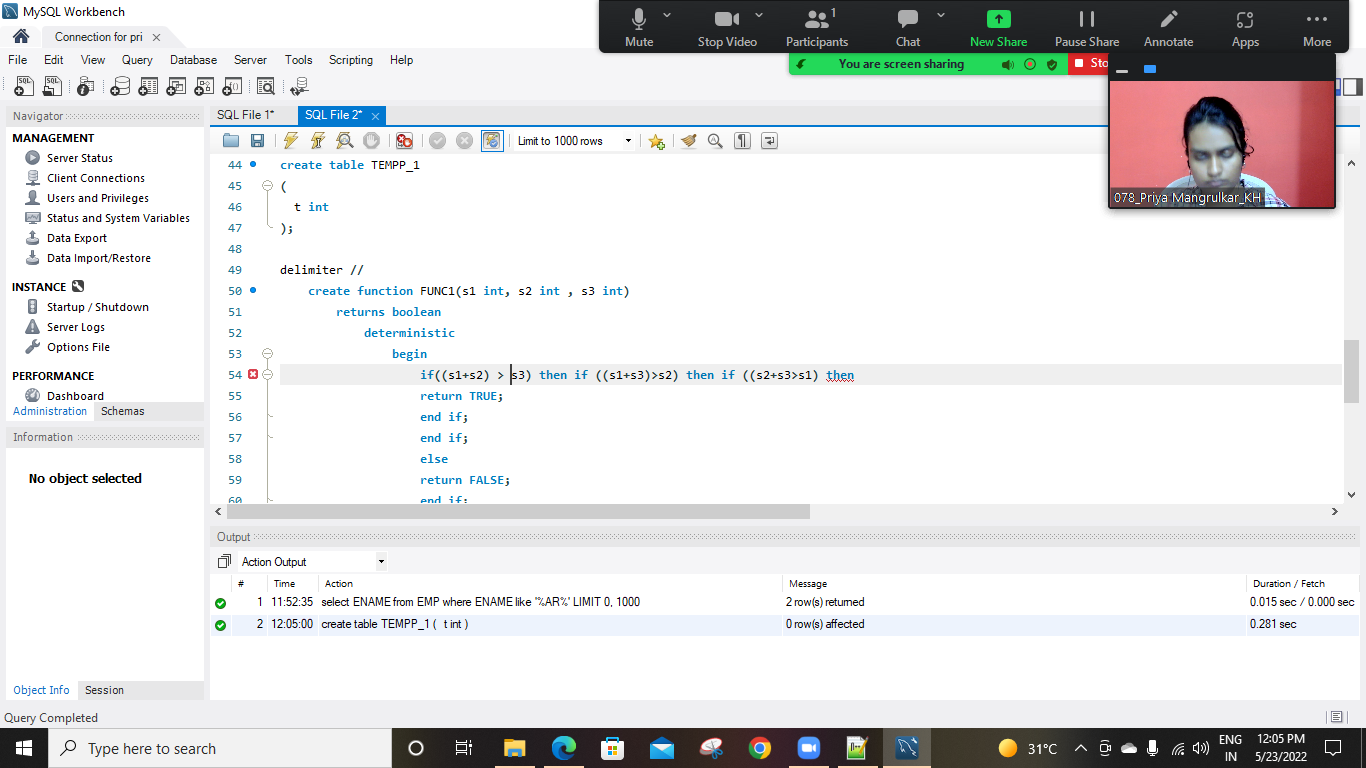 MySQL Workbench
Connection for pri
File Edit View Query Database Server Tools Scripting Help
Mute Stop Video 1 Participants Chat New Share Pause Share Annotate Apps More
You are screen sharing Sto
078_Priya Mangrulkar_KH
Navigator
MANAGEMENT
Server Status
Client Connections
Users and Privileges
Status and System Variables
Data Export
Data Import/Restore
INSTANCE
Startup / Shutdown
Server Logs
Options File
PERFORMANCE
Dashboard
Administration Schemas
Information
No object selected
Object Info Session
SQL File 1* SQL File 2*
Limit to 1000 rows
44 create table TEMPP_1
45 (
46 t int
47 );
48
49 delimiter //
50 create function FUNC1(s1 int, s2 int , s3 int)
51 returns boolean
52 deterministic
53 begin
54 if((s1+s2) > s3) then if ((s1+s3)>s2) then if ((s2+s3>s1) then
55 return TRUE;
56 end if;
57 end if;
58 else
59 return FALSE;
60 end if;
Output
Action Output
# Time Action Message Duration / Fetch
1 11:52:35 select ENAME from EMP where ENAME like '%AR%' LIMIT 0, 1000 2 row(s) returned 0.015 sec / 0.000 sec
2 12:05:00 create table TEMPP_1 ( t int ) 0 row(s) affected 0.281 sec
Query Completed
Type here to search
31°C
ENG
IN
12:05 PM
5/23/2022